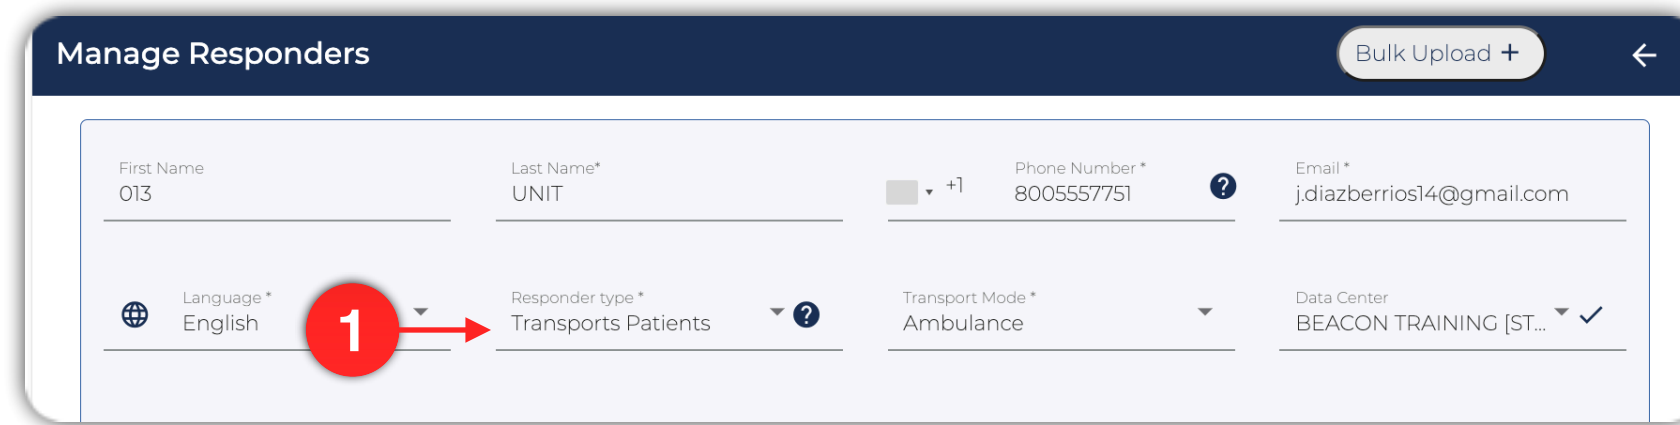 Manage Responders
Bulk Upload +
First Name
013
Last Name*
UNIT
+1
Phone Number *
8005557751
?
Email *
j.diazberrios14@gmail.com
Language *
English
1
Responder type *
Transports Patients
?
Transport Mode *
Ambulance
Data Center
BEACON TRAINING [ST...